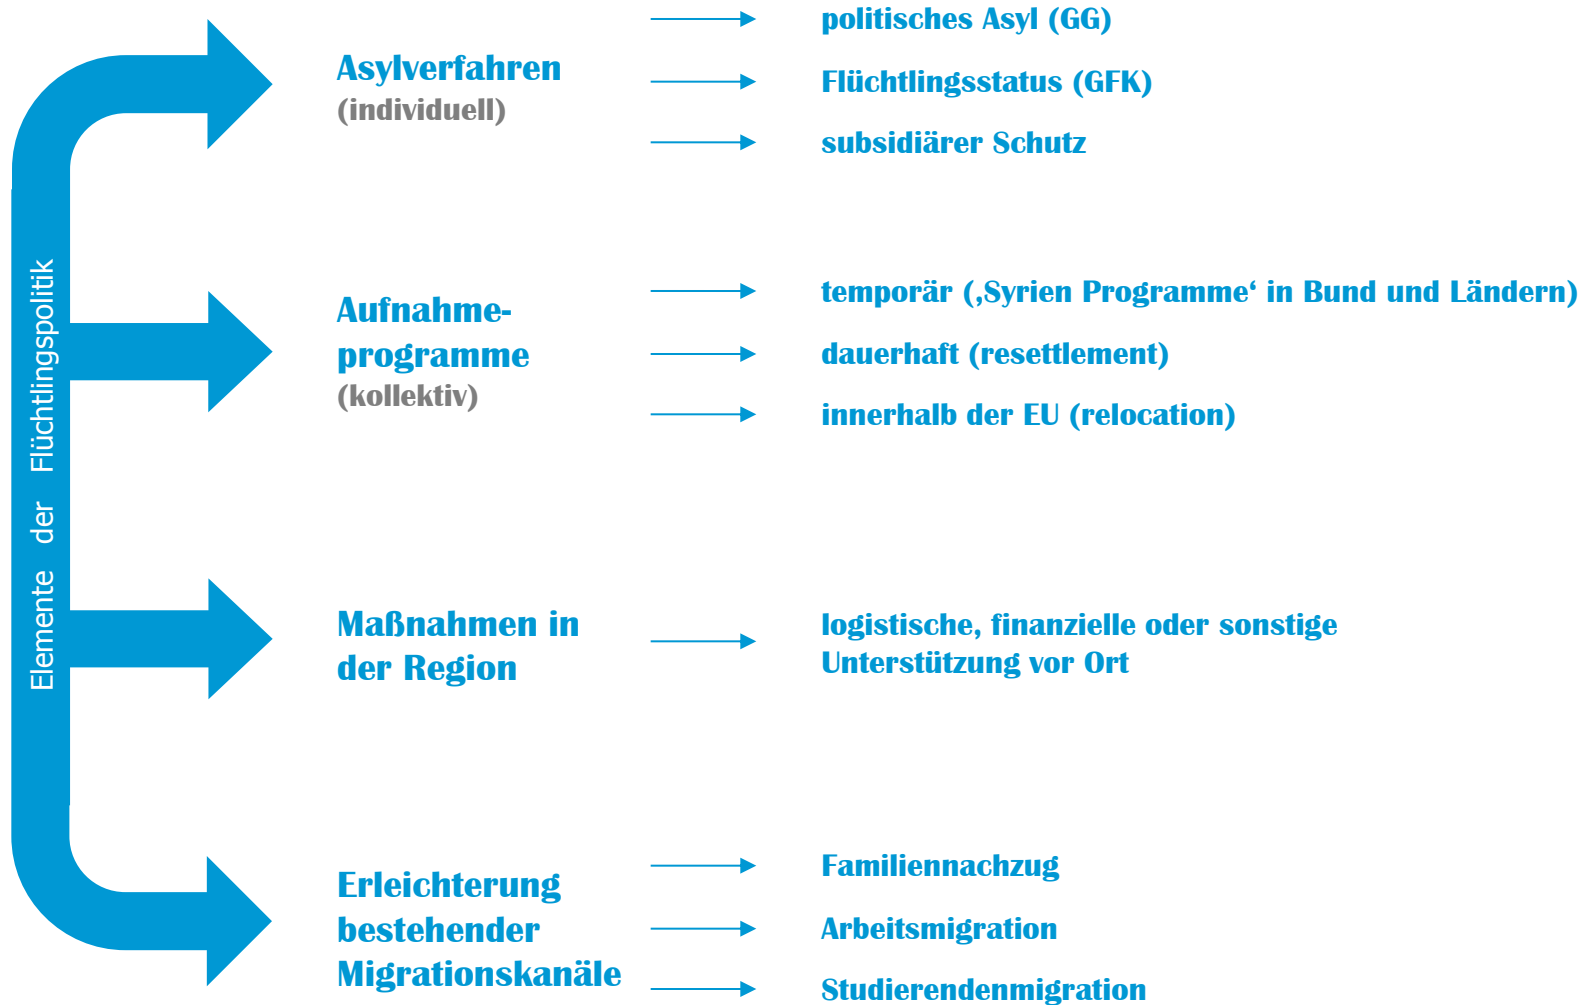 Elemente der Flüchtlingspolitik
Asylverfahren
(individuell)
politisches Asyl (GG)
Flüchtlingsstatus (GFK)
subsidiärer Schutz
Aufnahme-
programme
(kollektiv)
temporär (‚Syrien Programme‘ in Bund und Ländern)
dauerhaft (resettlement)
innerhalb der EU (relocation)
Maßnahmen in
der Region
logistische, finanzielle oder sonstige
Unterstützung vor Ort
Erleichterung
bestehender
Migrationskanäle
Familiennachzug
Arbeitsmigration
Studierendenmigration